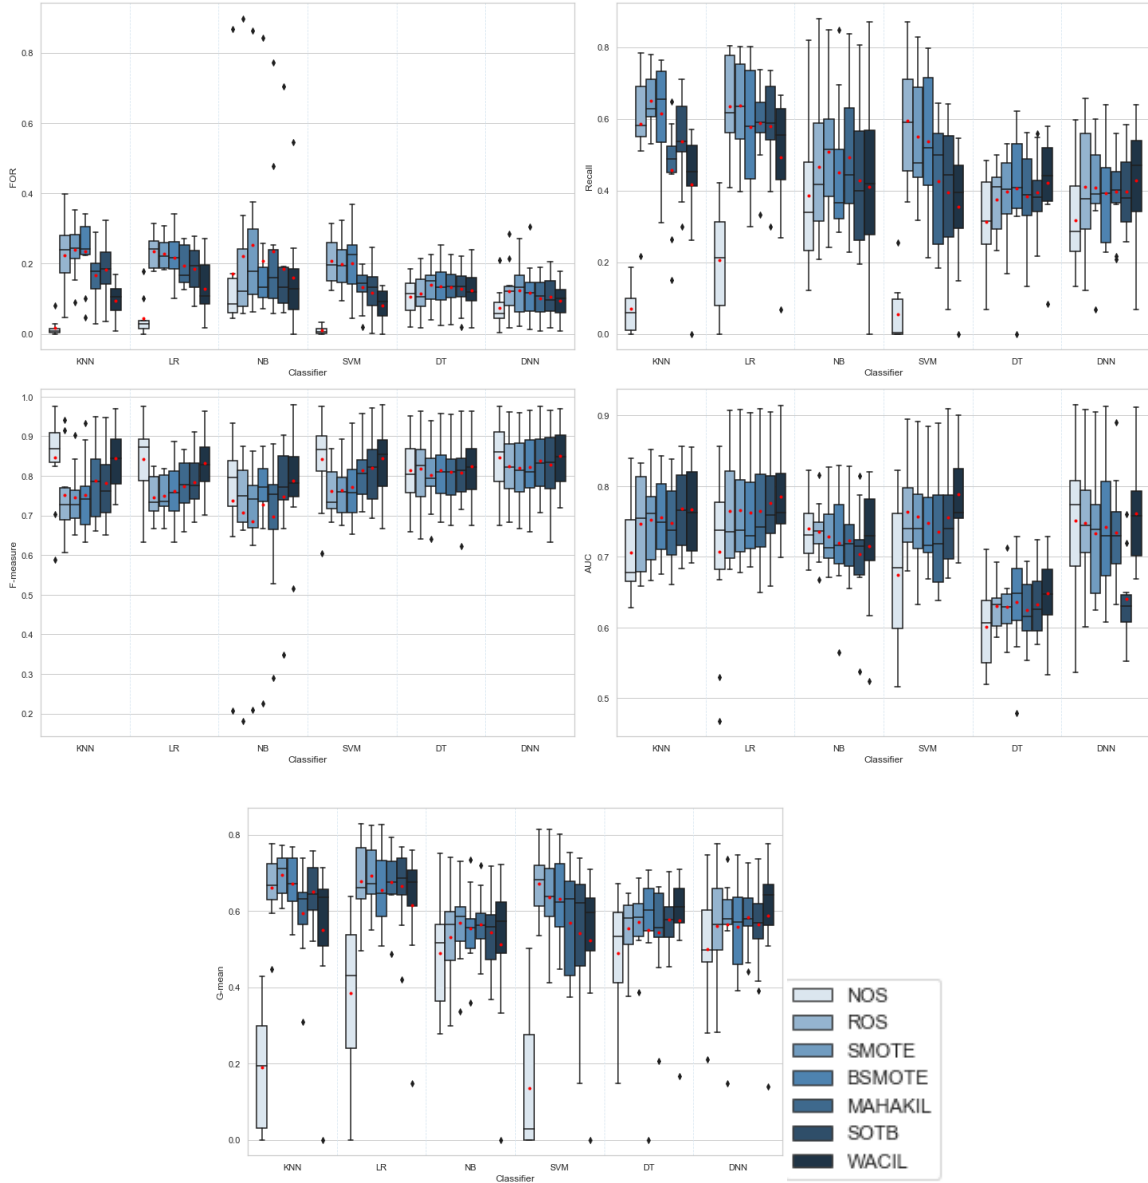 FOR
0.8
0.6
0.4
0.2
0.0
KNN LR NB SVM DT DNN
Classifier
Recall
0.8
0.6
0.4
0.2
0.0
KNN LR NB SVM DT DNN
Classifier
F-measure
1.0
0.9
0.8
0.7
0.6
0.5
0.4
0.3
0.2
KNN LR NB SVM DT DNN
Classifier
AUC
0.9
0.8
0.7
0.6
0.5
KNN LR NB SVM DT DNN
Classifier
G-mean
0.8
0.6
0.4
0.2
0.0
KNN LR NB SVM DT DNN
Classifier
NOS
ROS
SMOTE
BSMOTE
MAHAKIL
SOTB
WACIL